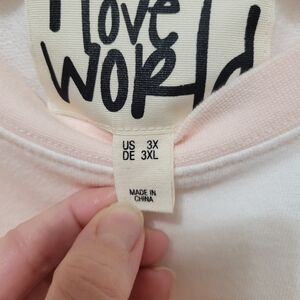 love
world
US 3X
DE 3XL
MADE IN
CHINA